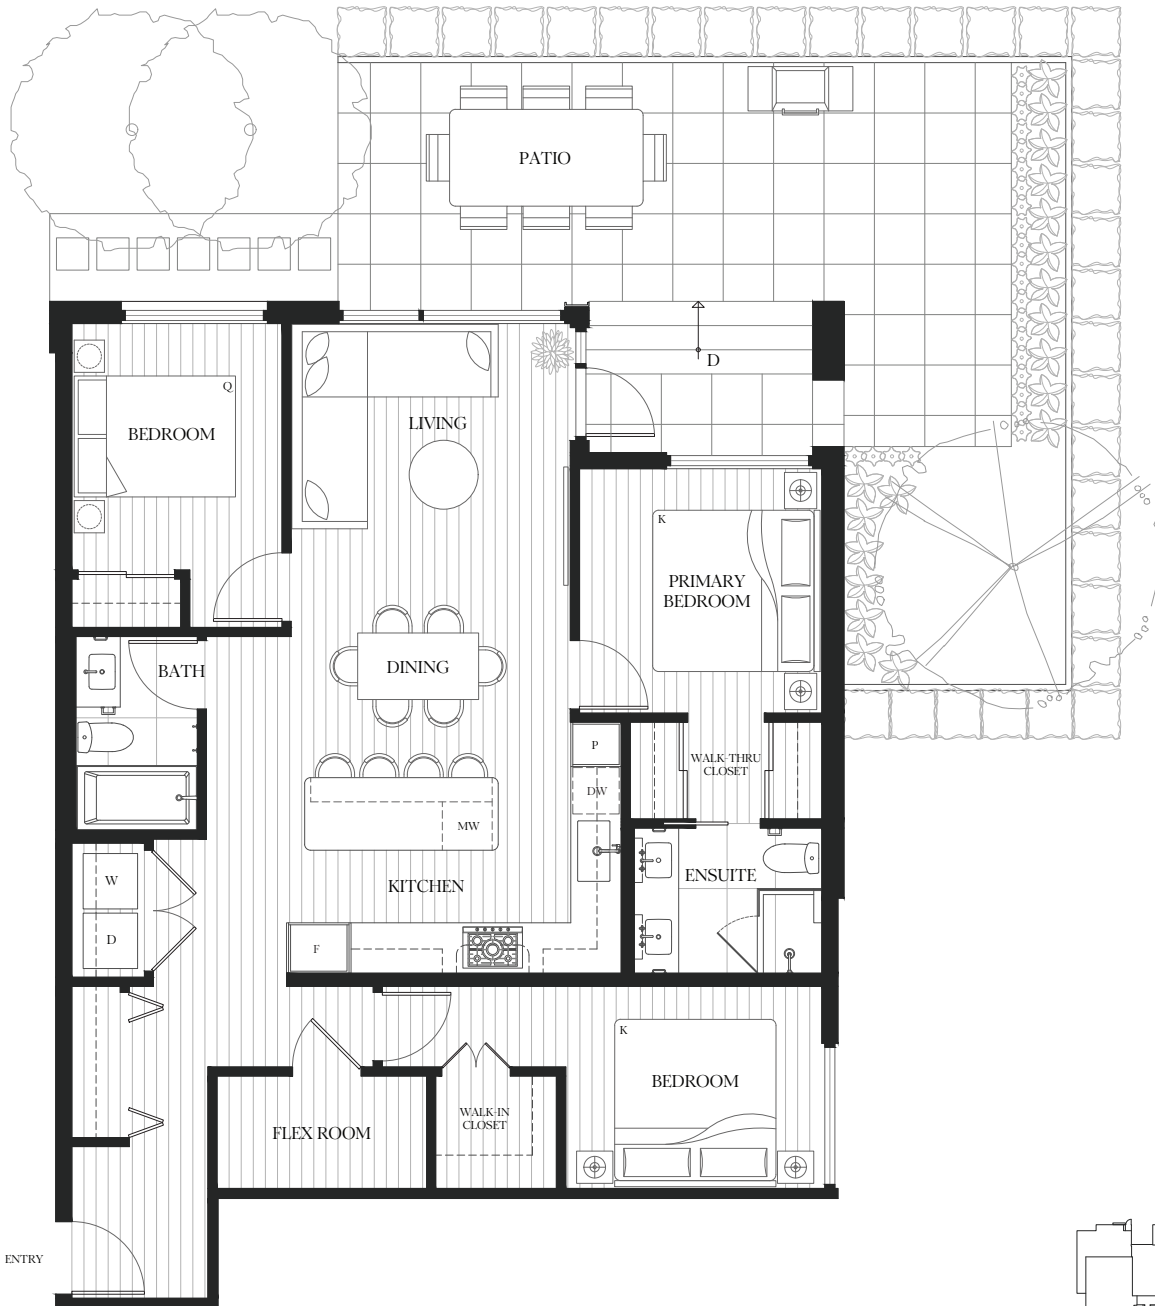 PATIO
D
Q
BEDROOM
LIVING
K
PRIMARY
BEDROOM
BATH
DINING
P
WALK-THRU
CLOSET
DW
MW
W
ENSUITE
KITCHEN
D
F
K
BEDROOM
WALK-IN
CLOSET
FLEX ROOM
ENTRY